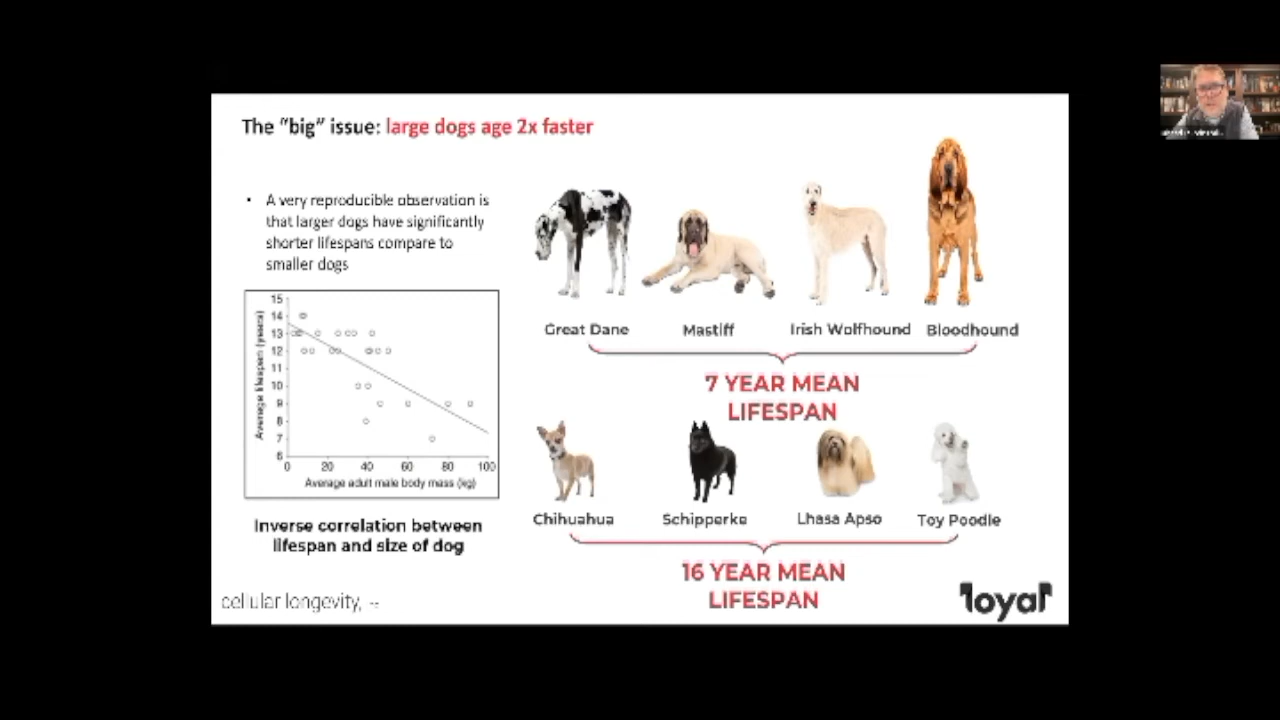 The "big" issue: large dogs age 2x faster
• A very reproducible observation is
that larger dogs have significantly
shorter lifespans compare to
smaller dogs
Average lifespan (years)
15
14
13
12
11
10
9
8
7
6
0 20 40 60 80 100
Average adult male body mass (kg)
Inverse correlation between
lifespan and size of dog
Great Dane Mastiff Irish Wolfhound Bloodhound
7 YEAR MEAN
LIFESPAN
Chihuahua Schipperke Lhasa Apso Toy Poodle
16 YEAR MEAN
LIFESPAN
cellular longevity,
loyal